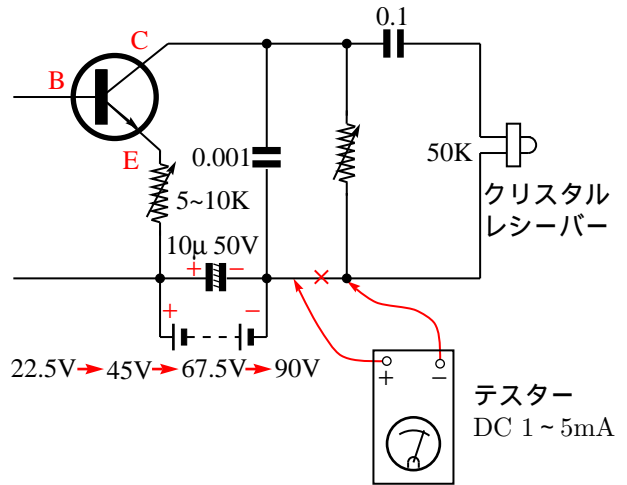 0.1
C
B
E
0.001
50K
5~10K
クリスタル
レシーバー
10μ 50V
+ −
+ −
22.5V 45V 67.5V 90V
+ −
テスター
DC 1 ~ 5mA